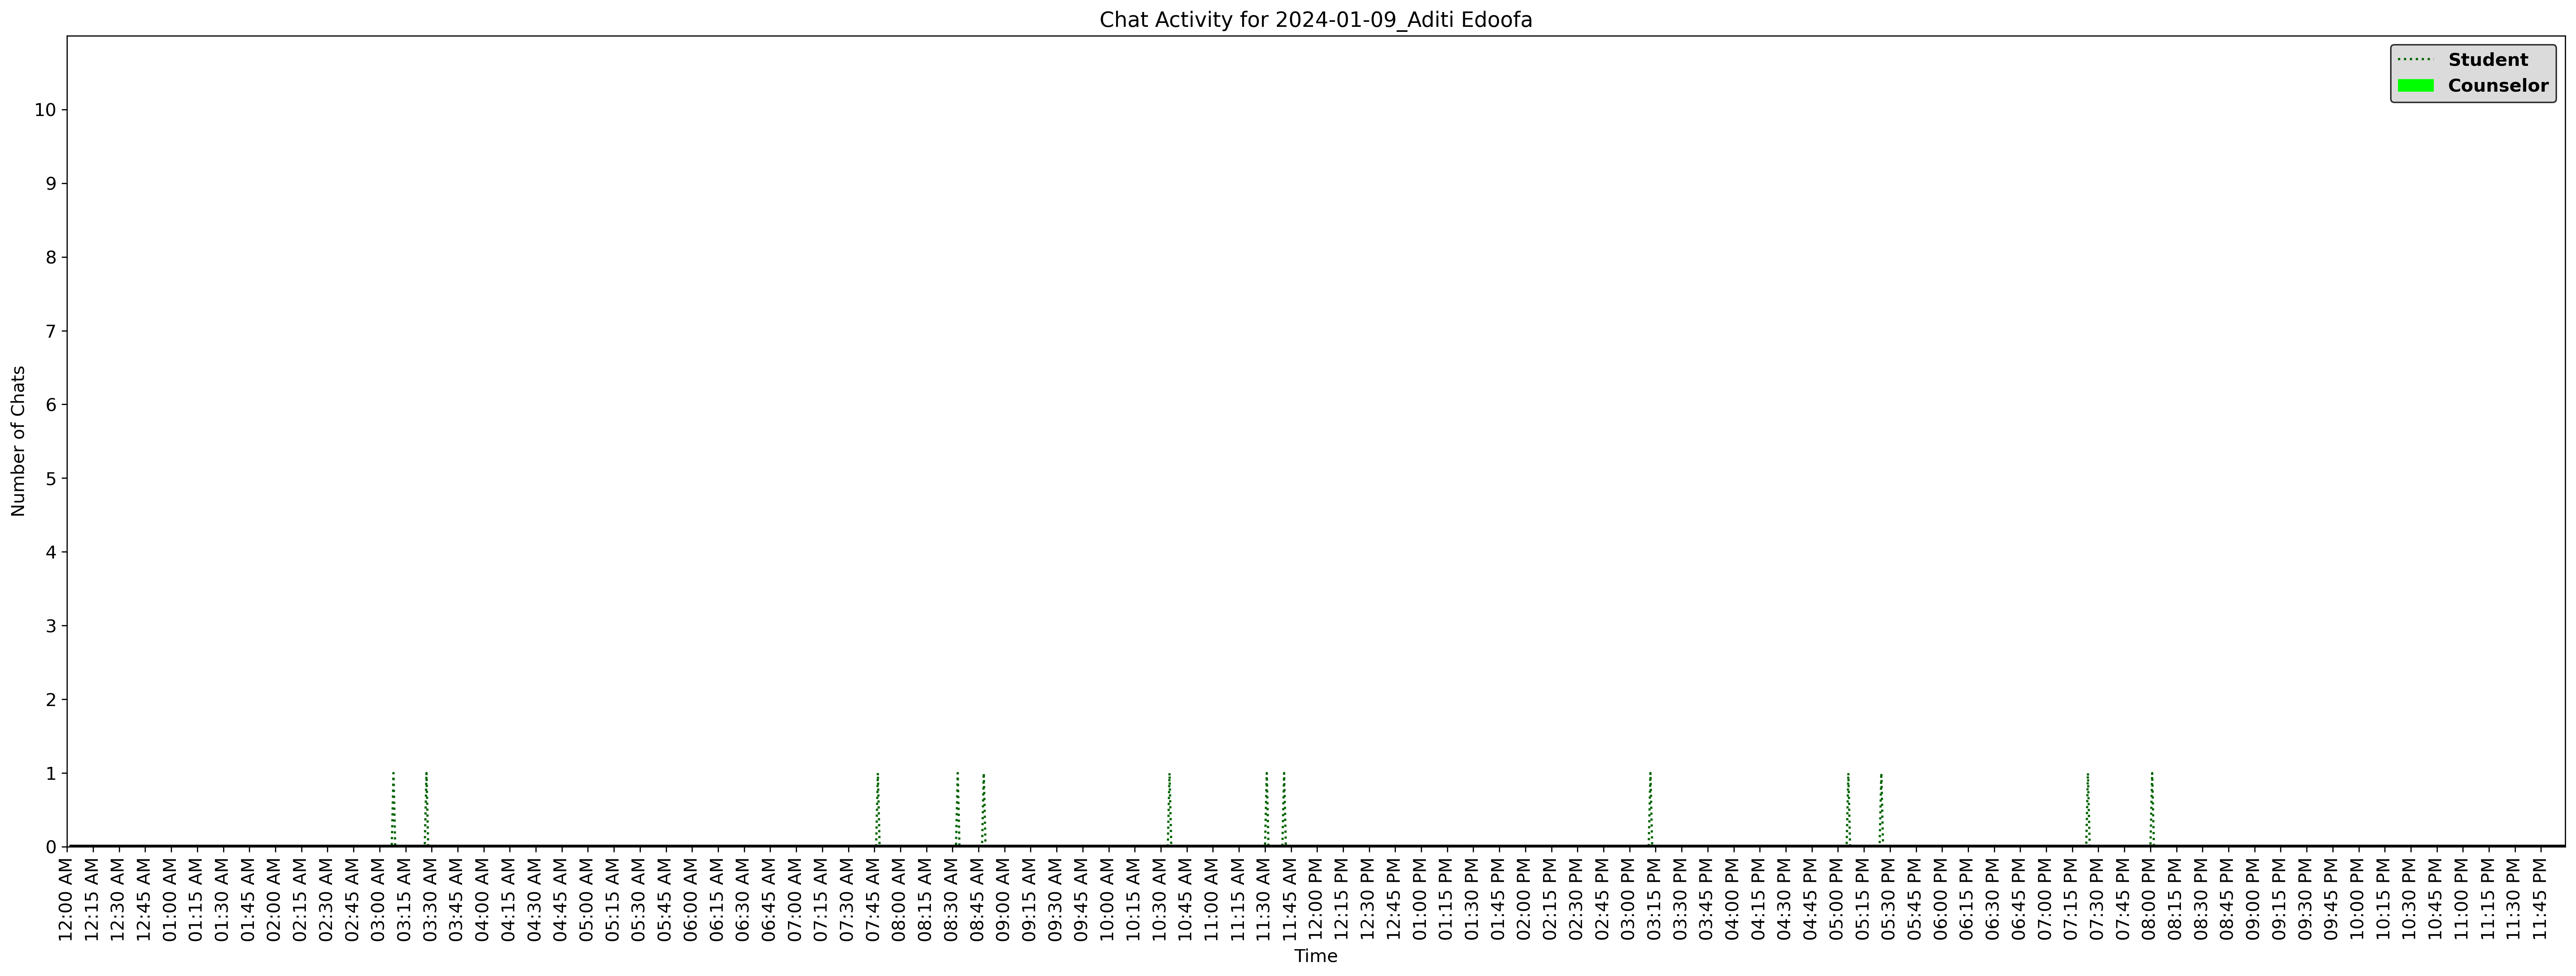 Chat Activity for 2024-01-09_Aditi Edoofa
Student
Counselor
Number of Chats
10
9
8
7
6
5
4
3
2
1
0
12:00 AM
12:15 AM
12:30 AM
12:45 AM
01:00 AM
01:15 AM
01:30 AM
01:45 AM
02:00 AM
02:15 AM
02:30 AM
02:45 AM
03:00 AM
03:15 AM
03:30 AM
03:45 AM
04:00 AM
04:15 AM
04:30 AM
04:45 AM
05:00 AM
05:15 AM
05:30 AM
05:45 AM
06:00 AM
06:15 AM
06:30 AM
06:45 AM
07:00 AM
07:15 AM
07:30 AM
07:45 AM
08:00 AM
08:15 AM
08:30 AM
08:45 AM
09:00 AM
09:15 AM
09:30 AM
09:45 AM
10:00 AM
10:15 AM
10:30 AM
10:45 AM
11:00 AM
11:15 AM
11:30 AM
11:45 AM
12:00 PM
12:15 PM
12:30 PM
12:45 PM
01:00 PM
01:15 PM
01:30 PM
01:45 PM
02:00 PM
02:15 PM
02:30 PM
02:45 PM
03:00 PM
03:15 PM
03:30 PM
03:45 PM
04:00 PM
04:15 PM
04:30 PM
04:45 PM
05:00 PM
05:15 PM
05:30 PM
05:45 PM
06:00 PM
06:15 PM
06:30 PM
06:45 PM
07:00 PM
07:15 PM
07:30 PM
07:45 PM
08:00 PM
08:15 PM
08:30 PM
08:45 PM
09:00 PM
09:15 PM
09:30 PM
09:45 PM
10:00 PM
10:15 PM
10:30 PM
10:45 PM
11:00 PM
11:15 PM
11:30 PM
11:45 PM
Time